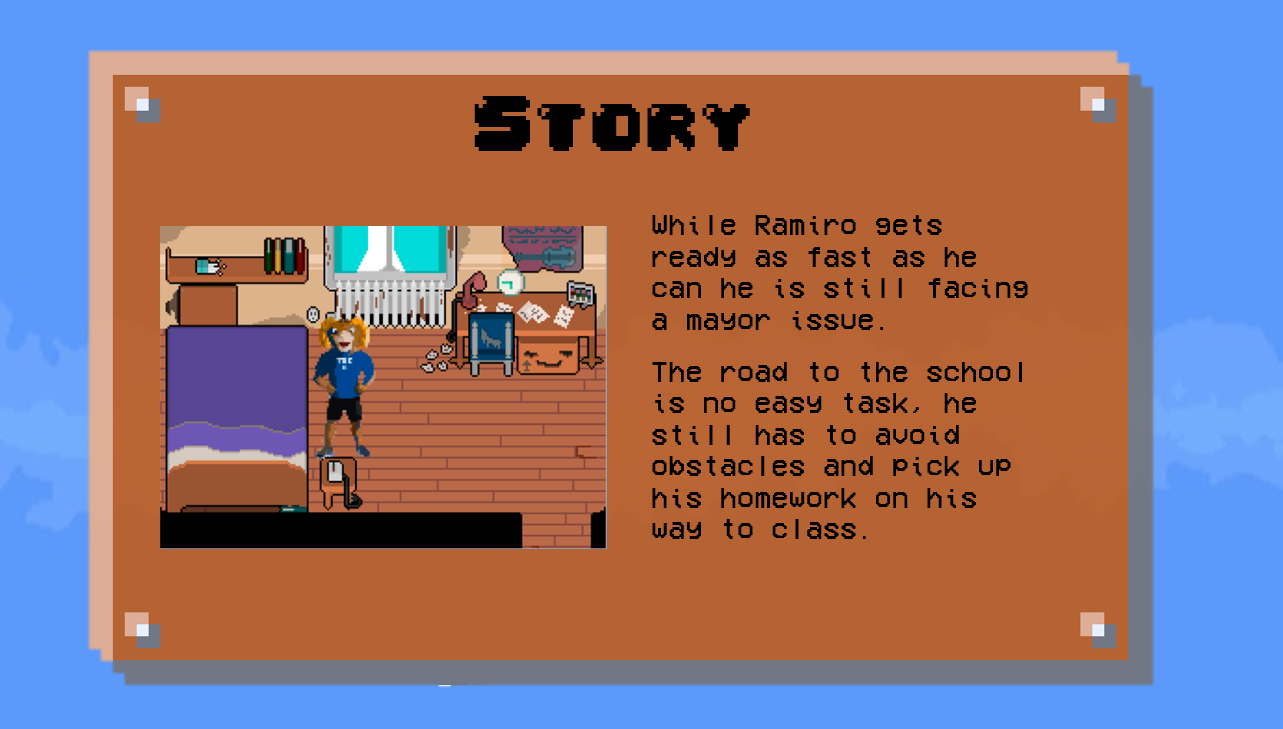 Story
While Ramiro gets
ready as fast as he
can he is still facing
a mayor issue.
The road to the school
is no easy task, he
still has to avoid
obstacles and pick up
his homework on his
way to class.